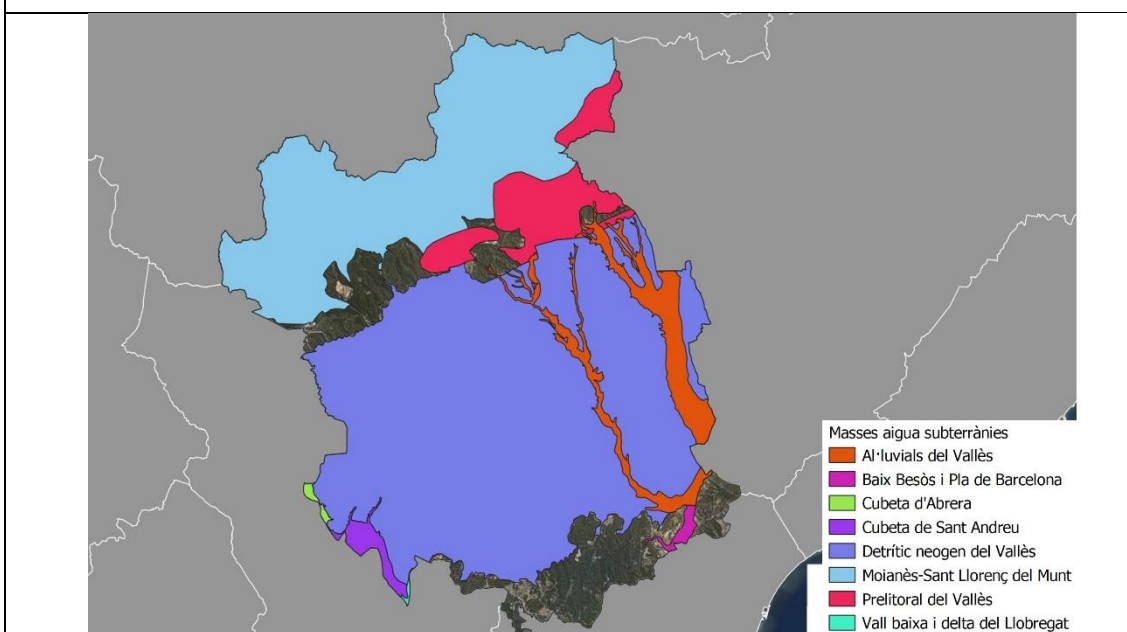 Masses aigua subterrànies
Al·luvials del Vallès
Baix Besòs i Pla de Barcelona
Cubeta d'Abrera
Cubeta de Sant Andreu
Detrític neogen del Vallès
Moianès-Sant Llorenç del Munt
Prelitoral del Vallès
Vall baixa i delta del Llobregat